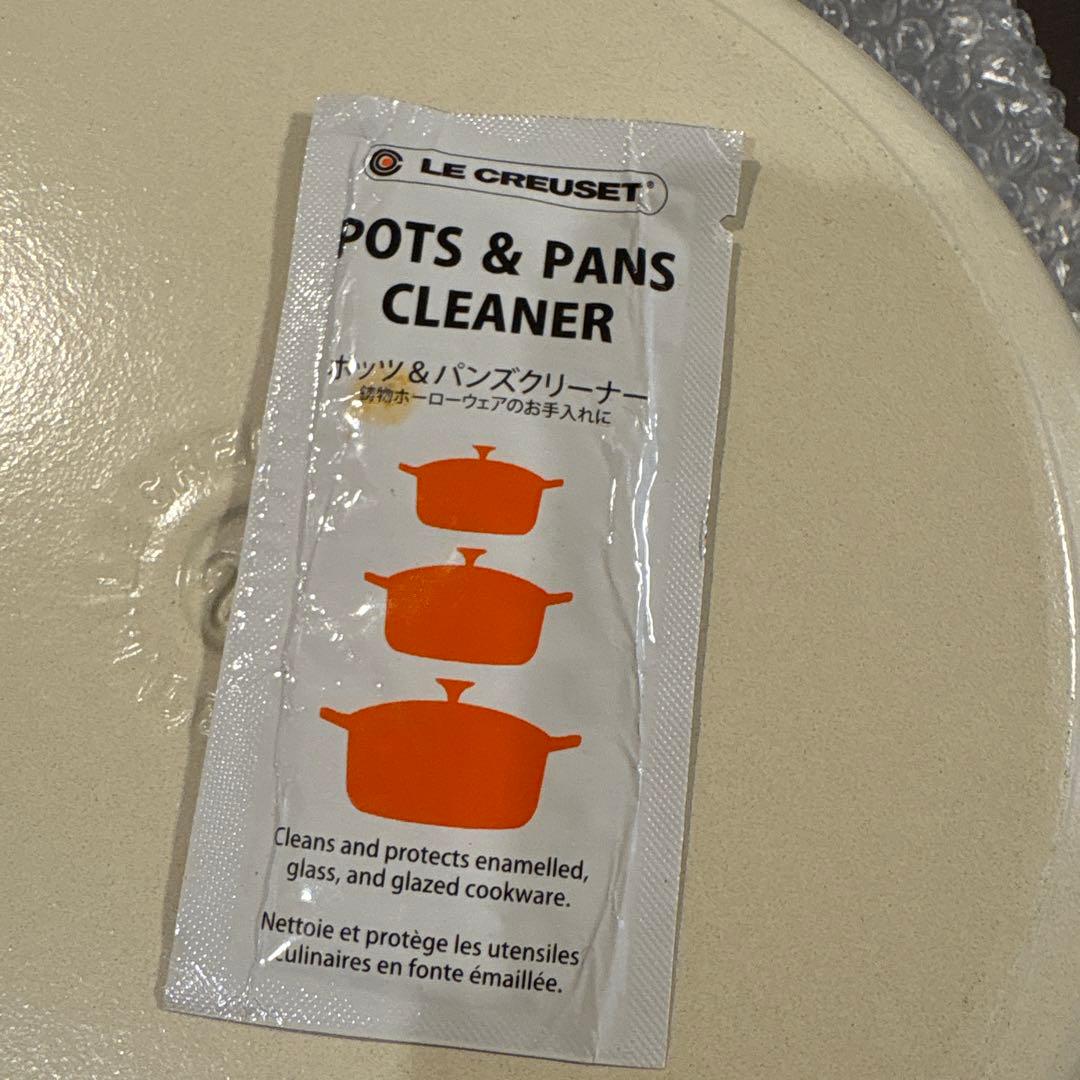 LE CREUSET®
POTS & PANS
CLEANER
ポッツ&パンズクリーナー
鋳物ホーローウェアのお手入れに
Cleans and protects enamelled,
glass, and glazed cookware.
Nettoie et protège les utensiles
culinaires en fonte émaillée.